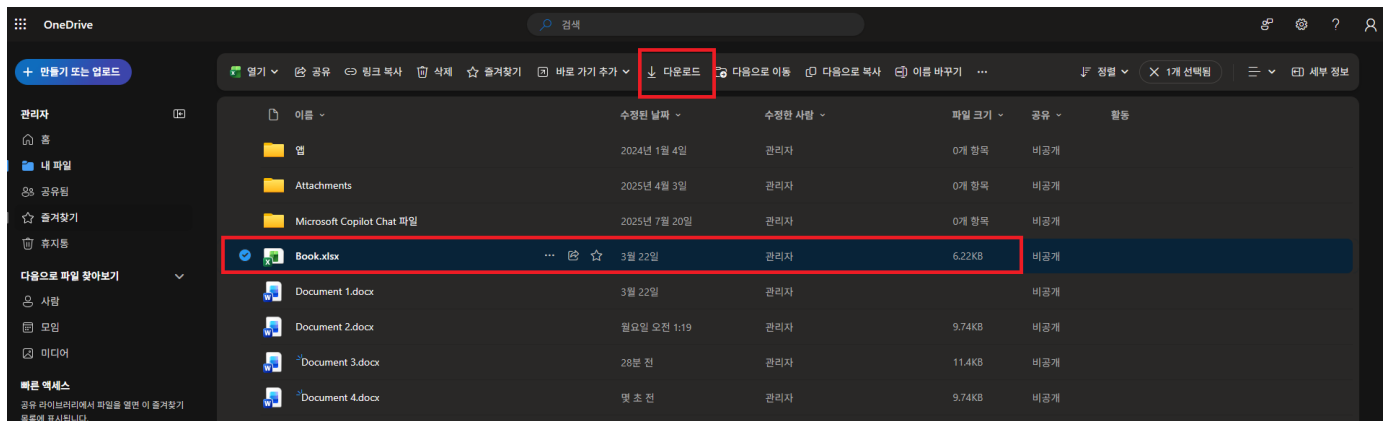 OneDrive
검색
만들기 또는 업로드
열기 공유 링크 복사 삭제 즐겨찾기 바로 가기 추가 다운로드 다음으로 이동 다음으로 복사 이름 바꾸기 ··· 정렬 1개 선택됨 세부 정보
관리자
홈
내 파일
공유됨
즐겨찾기
휴지통
다음으로 파일 찾아보기
사람
모임
미디어
빠른 액세스
공유 라이브러리에서 파일을 열면 이 즐겨찾기
목록에 표시됩니다.
이름 수정된 날짜 수정한 사람 파일 크기 공유 활동
앱 2024년 1월 4일 관리자 0개 항목 비공개
Attachments 2025년 4월 3일 관리자 0개 항목 비공개
Microsoft Copilot Chat 파일 2025년 7월 20일 관리자 0개 항목 비공개
Book.xlsx ··· 3월 22일 관리자 6.22KB 비공개
Document 1.docx 3월 22일 관리자 비공개
Document 2.docx 월요일 오전 1:19 관리자 9.74KB 비공개
Document 3.docx 28분 전 관리자 11.4KB 비공개
Document 4.docx 몇 초 전 관리자 9.74KB 비공개